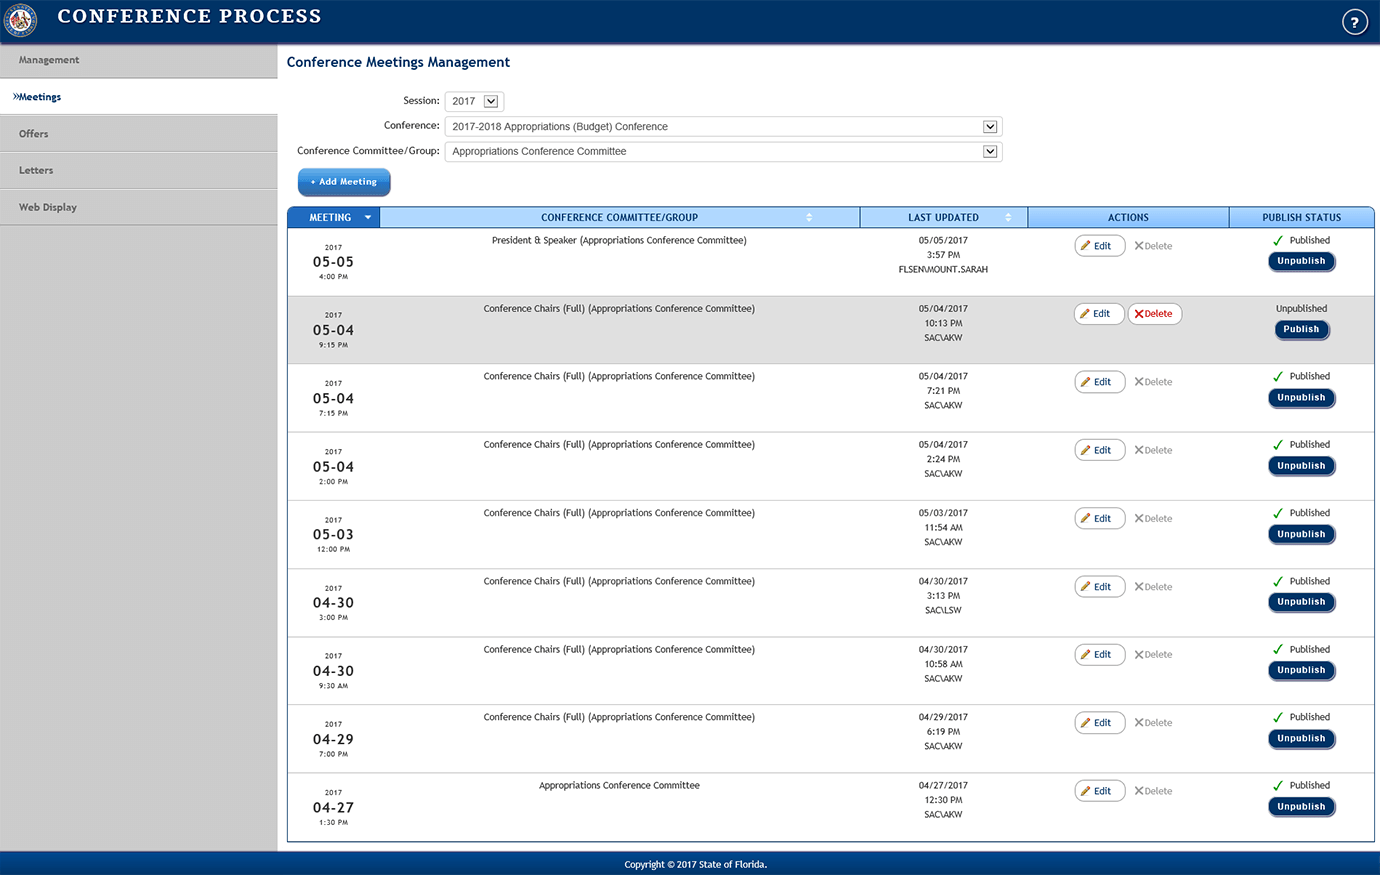 CONFERENCE PROCESS
?
Management
»Meetings
Offers
Letters
Web Display
Conference Meetings Management
Session: 2017
Conference: 2017-2018 Appropriations (Budget) Conference
Conference Committee/Group: Appropriations Conference Committee
+ Add Meeting
MEETING CONFERENCE COMMITTEE/GROUP LAST UPDATED ACTIONS PUBLISH STATUS
2017
05-05
4:00 PM
President & Speaker (Appropriations Conference Committee)
05/05/2017
3:57 PM
FLSEN\MOUNT.SARAH
Edit Delete
Published
Unpublish
2017
05-04
9:15 PM
Conference Chairs (Full) (Appropriations Conference Committee)
05/04/2017
10:13 PM
SAC\AKW
Edit Delete
Unpublished
Publish
2017
05-04
7:15 PM
Conference Chairs (Full) (Appropriations Conference Committee)
05/04/2017
7:21 PM
SAC\AKW
Edit Delete
Published
Unpublish
2017
05-04
2:00 PM
Conference Chairs (Full) (Appropriations Conference Committee)
05/04/2017
2:24 PM
SAC\AKW
Edit Delete
Published
Unpublish
2017
05-03
12:00 PM
Conference Chairs (Full) (Appropriations Conference Committee)
05/03/2017
11:54 AM
SAC\AKW
Edit Delete
Published
Unpublish
2017
04-30
3:00 PM
Conference Chairs (Full) (Appropriations Conference Committee)
04/30/2017
3:13 PM
SAC\LSW
Edit Delete
Published
Unpublish
2017
04-30
9:30 AM
Conference Chairs (Full) (Appropriations Conference Committee)
04/30/2017
10:58 AM
SAC\AKW
Edit Delete
Published
Unpublish
2017
04-29
7:00 PM
Conference Chairs (Full) (Appropriations Conference Committee)
04/29/2017
6:19 PM
SAC\AKW
Edit Delete
Published
Unpublish
2017
04-27
1:30 PM
Appropriations Conference Committee
04/27/2017
12:30 PM
SAC\AKW
Edit Delete
Published
Unpublish
Copyright © 2017 State of Florida.